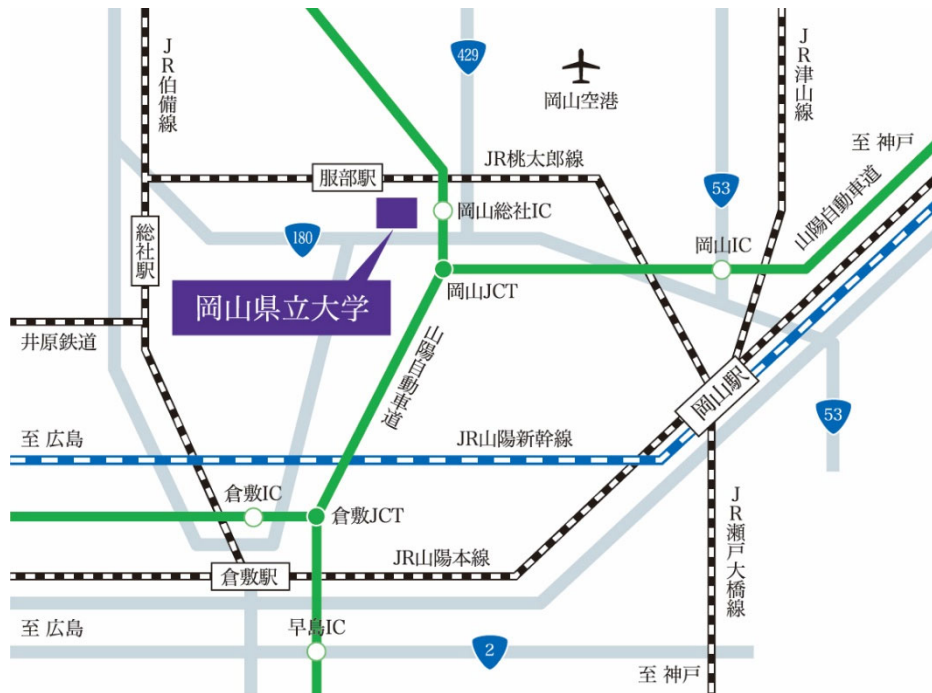 JR伯備線
429
岡山空港
JR津山線
至 神戸
JR桃太郎線
服部駅
53
山陽自動車道
岡山総社IC
総社駅
180
岡山IC
岡山県立大学
岡山JCT
井原鉄道
山陽自動車道
岡山駅
53
至 広島
JR山陽新幹線
倉敷IC
倉敷JCT
JR瀬戸大橋線
JR山陽本線
倉敷駅
至 広島
早島IC
2
至 神戸